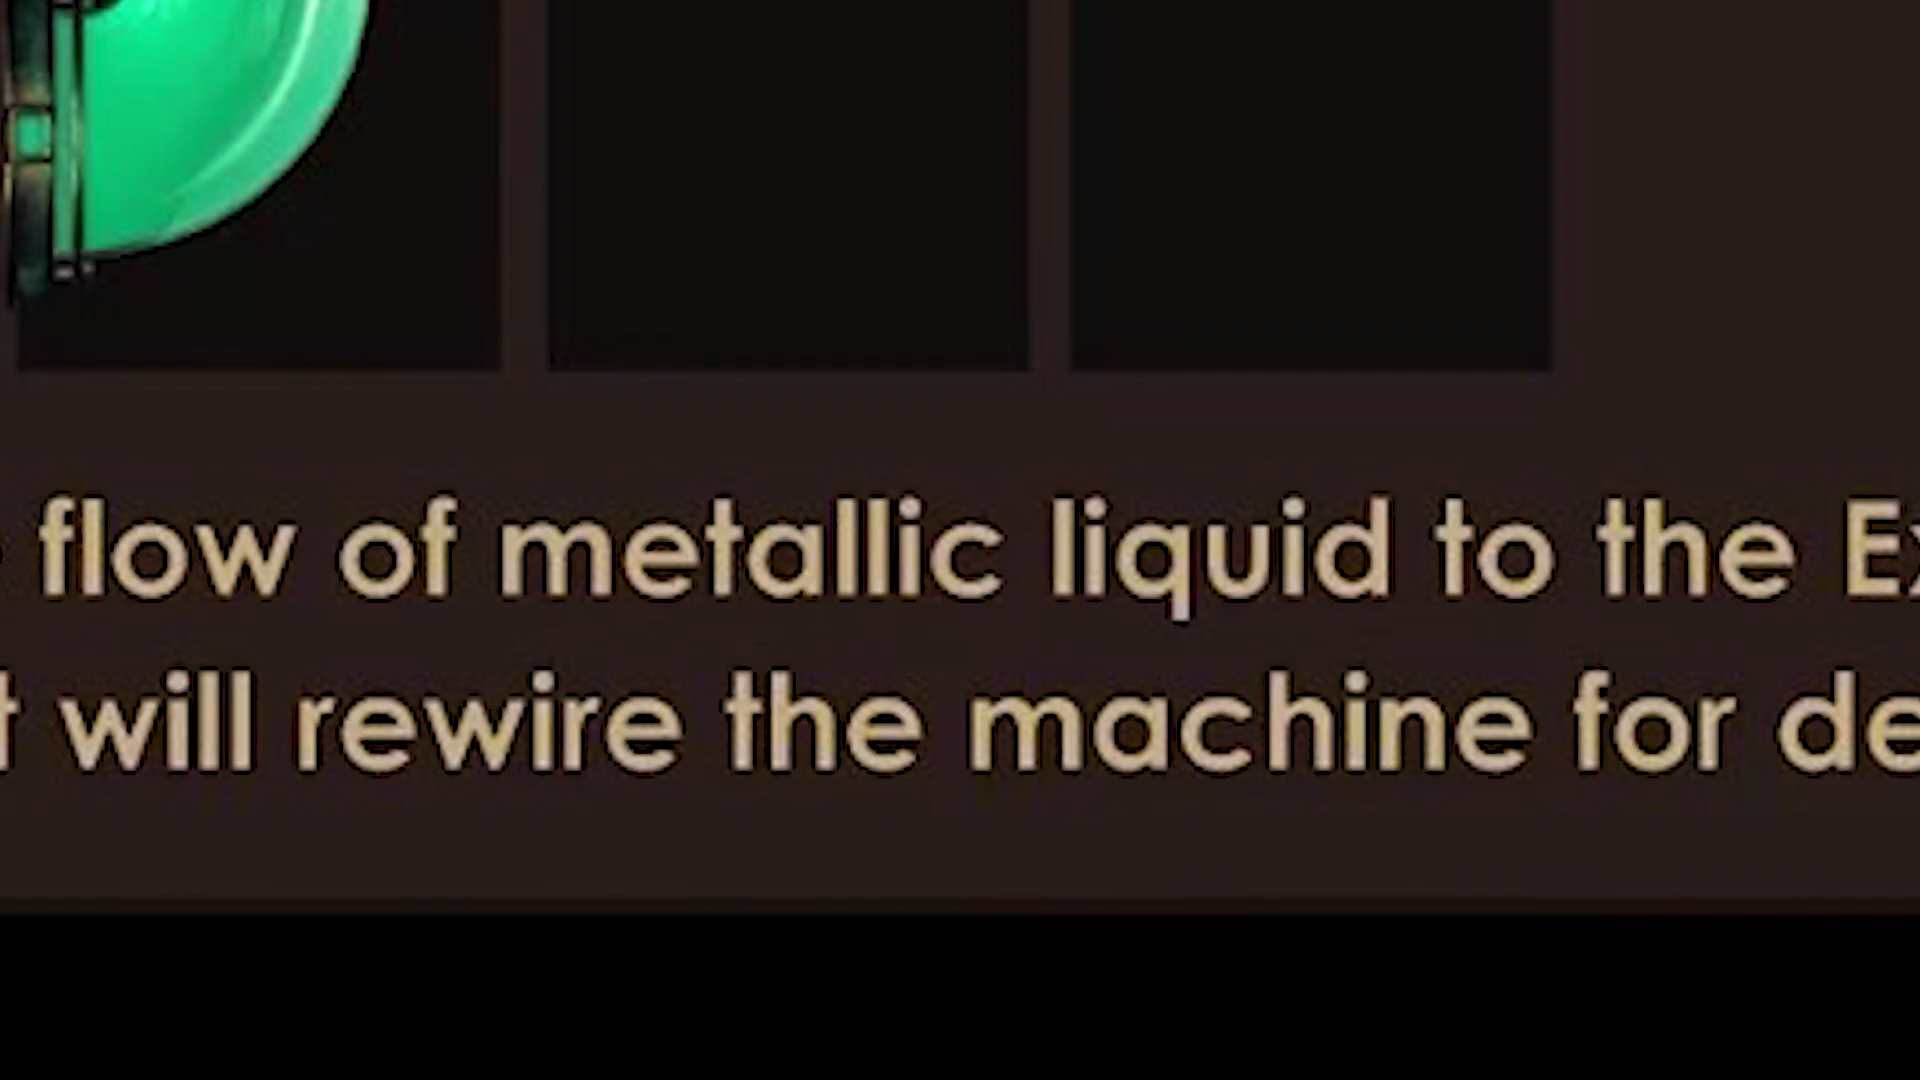 flow of metallic liquid to the
will rewire the machine for